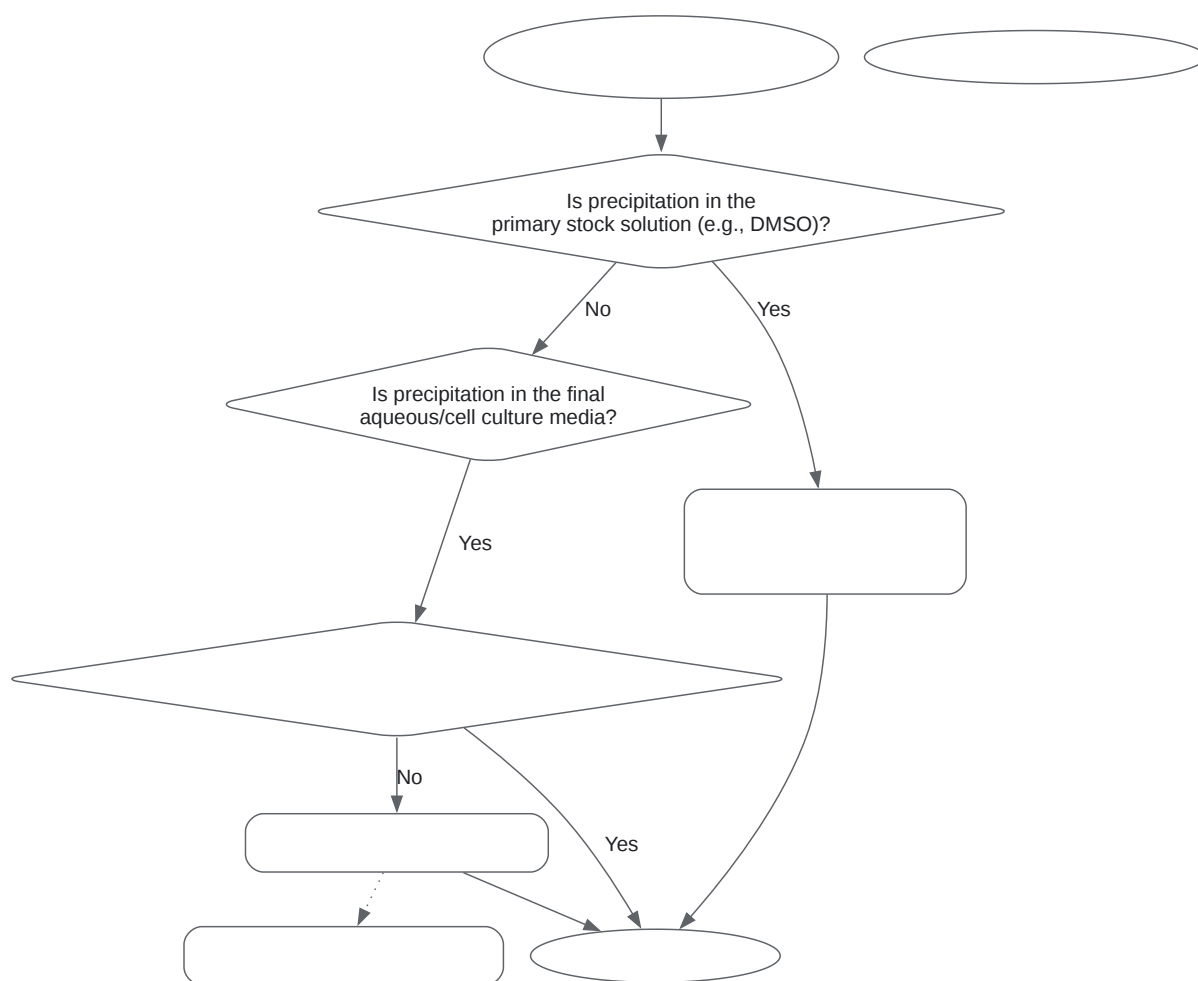 Is precipitation in the
primary stock solution (e.g., DMSO)?
No
Yes
Is precipitation in the final
aqueous/cell culture media?
Yes
No
Yes